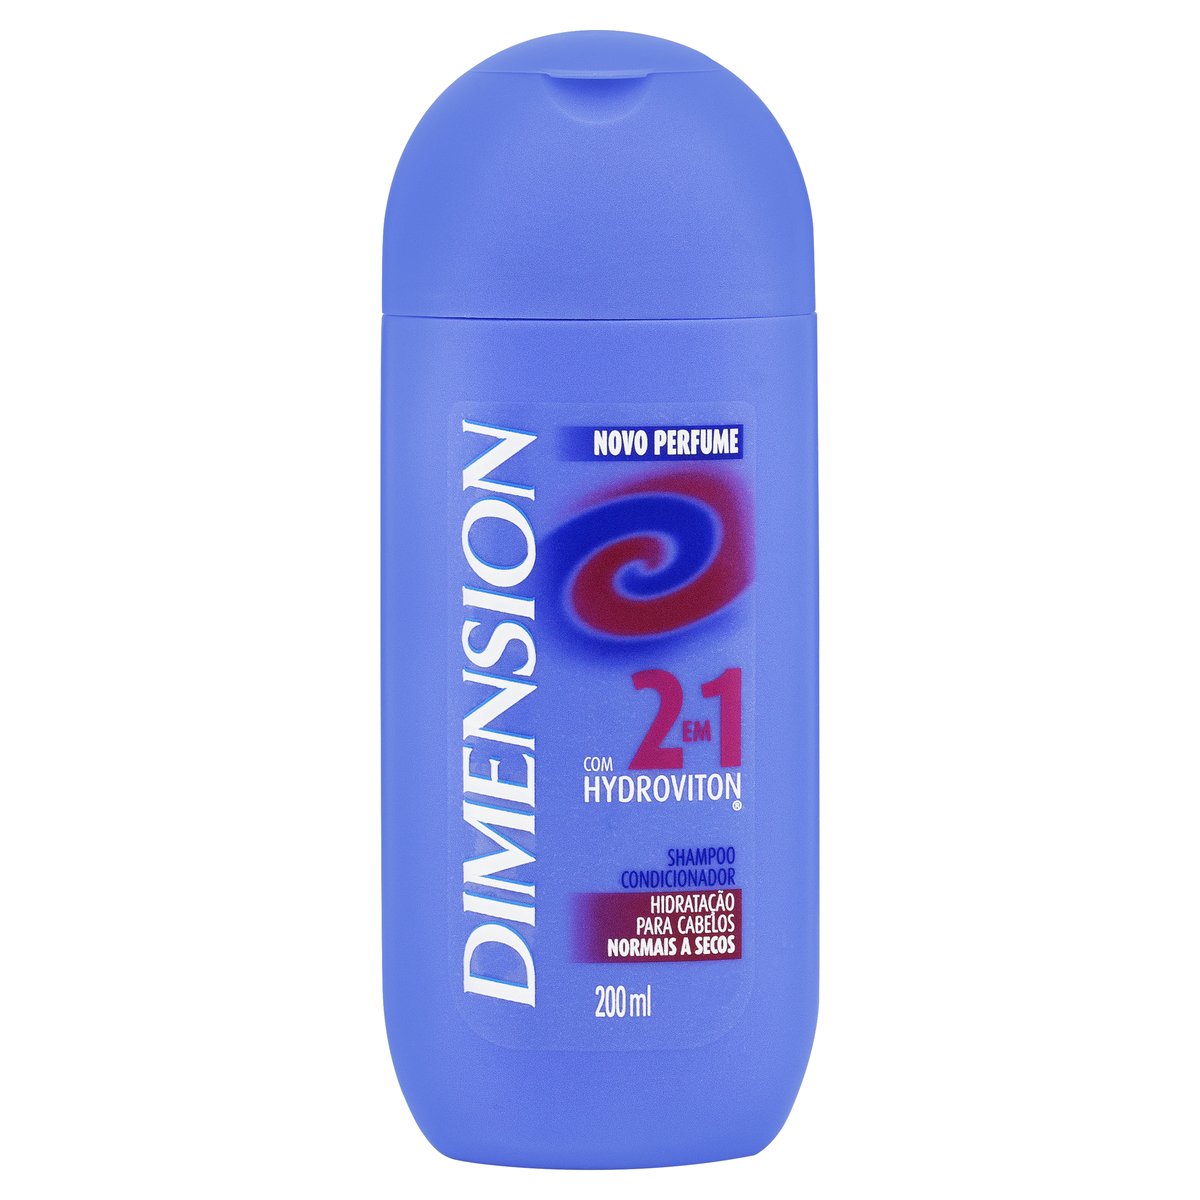 DIMENSION
NOVO PERFUME
2 EM 1
COM
HYDROVITON®
SHAMPOO
CONDICIONADOR
HIDRATAÇÃO
PARA CABELOS
NORMAIS A SECOS
200 ml